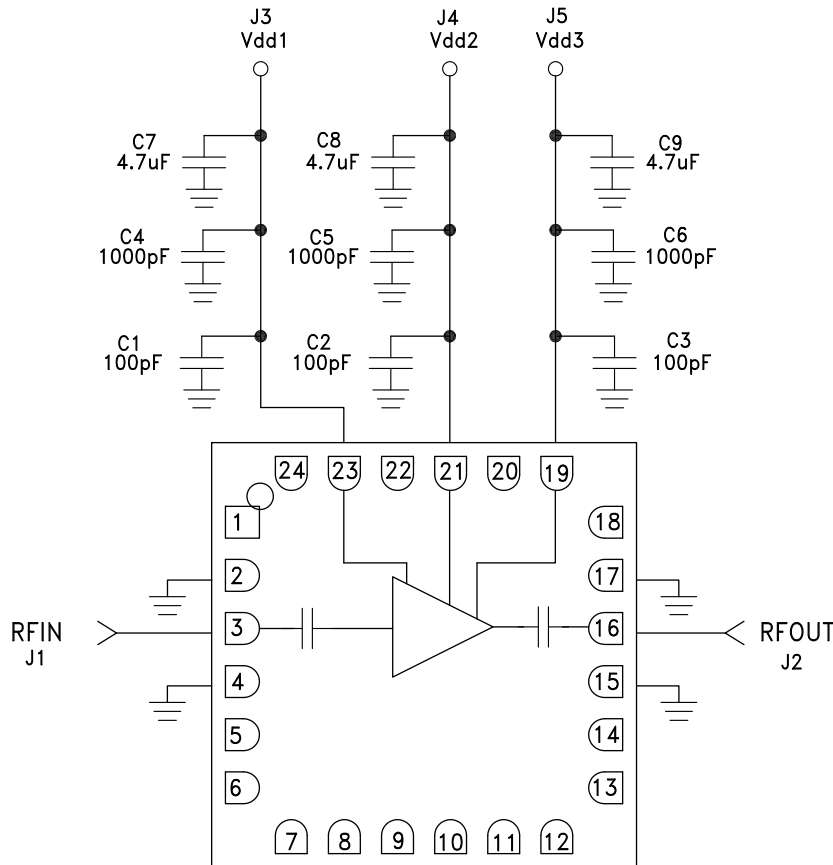 J3
Vdd1
J4
Vdd2
J5
Vdd3
C7
4.7uF
C8
4.7uF
C9
4.7uF
C4
1000pF
C5
1000pF
C6
1000pF
C1
100pF
C2
100pF
C3
100pF
24 23 22 21 20 19
1
18
2
17
RFIN
J1
3
16
RFOUT
J2
4
15
5
14
6
13
7 8 9 10 11 12